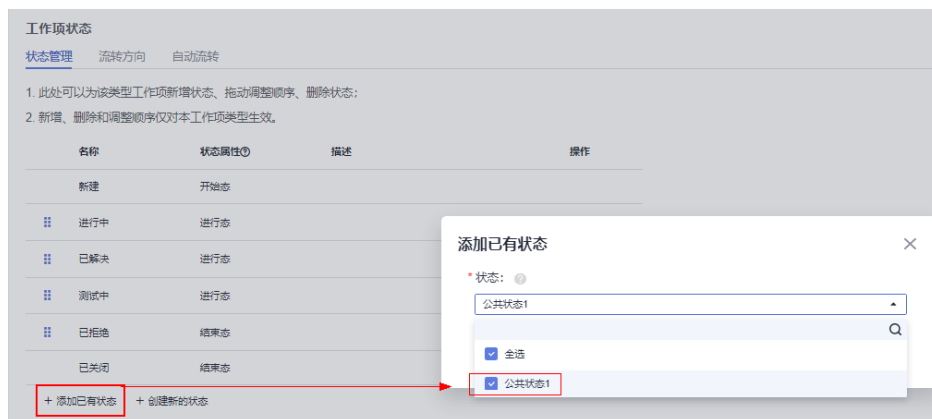 工作项状态
状态管理 流转方向 自动流转
1. 此处可以为该类型工作项新增状态、拖动调整顺序、删除状态；
2. 新增、删除和调整顺序仅对本工作项类型生效。
名称 状态属性 描述 操作
新建 开始态
进行中 进行态
已解决 进行态
测试中 进行态
已拒绝 结束态
已关闭 结束态
+ 添加已有状态 + 创建新的状态
添加已有状态
* 状态：
公共状态1
全选
公共状态1